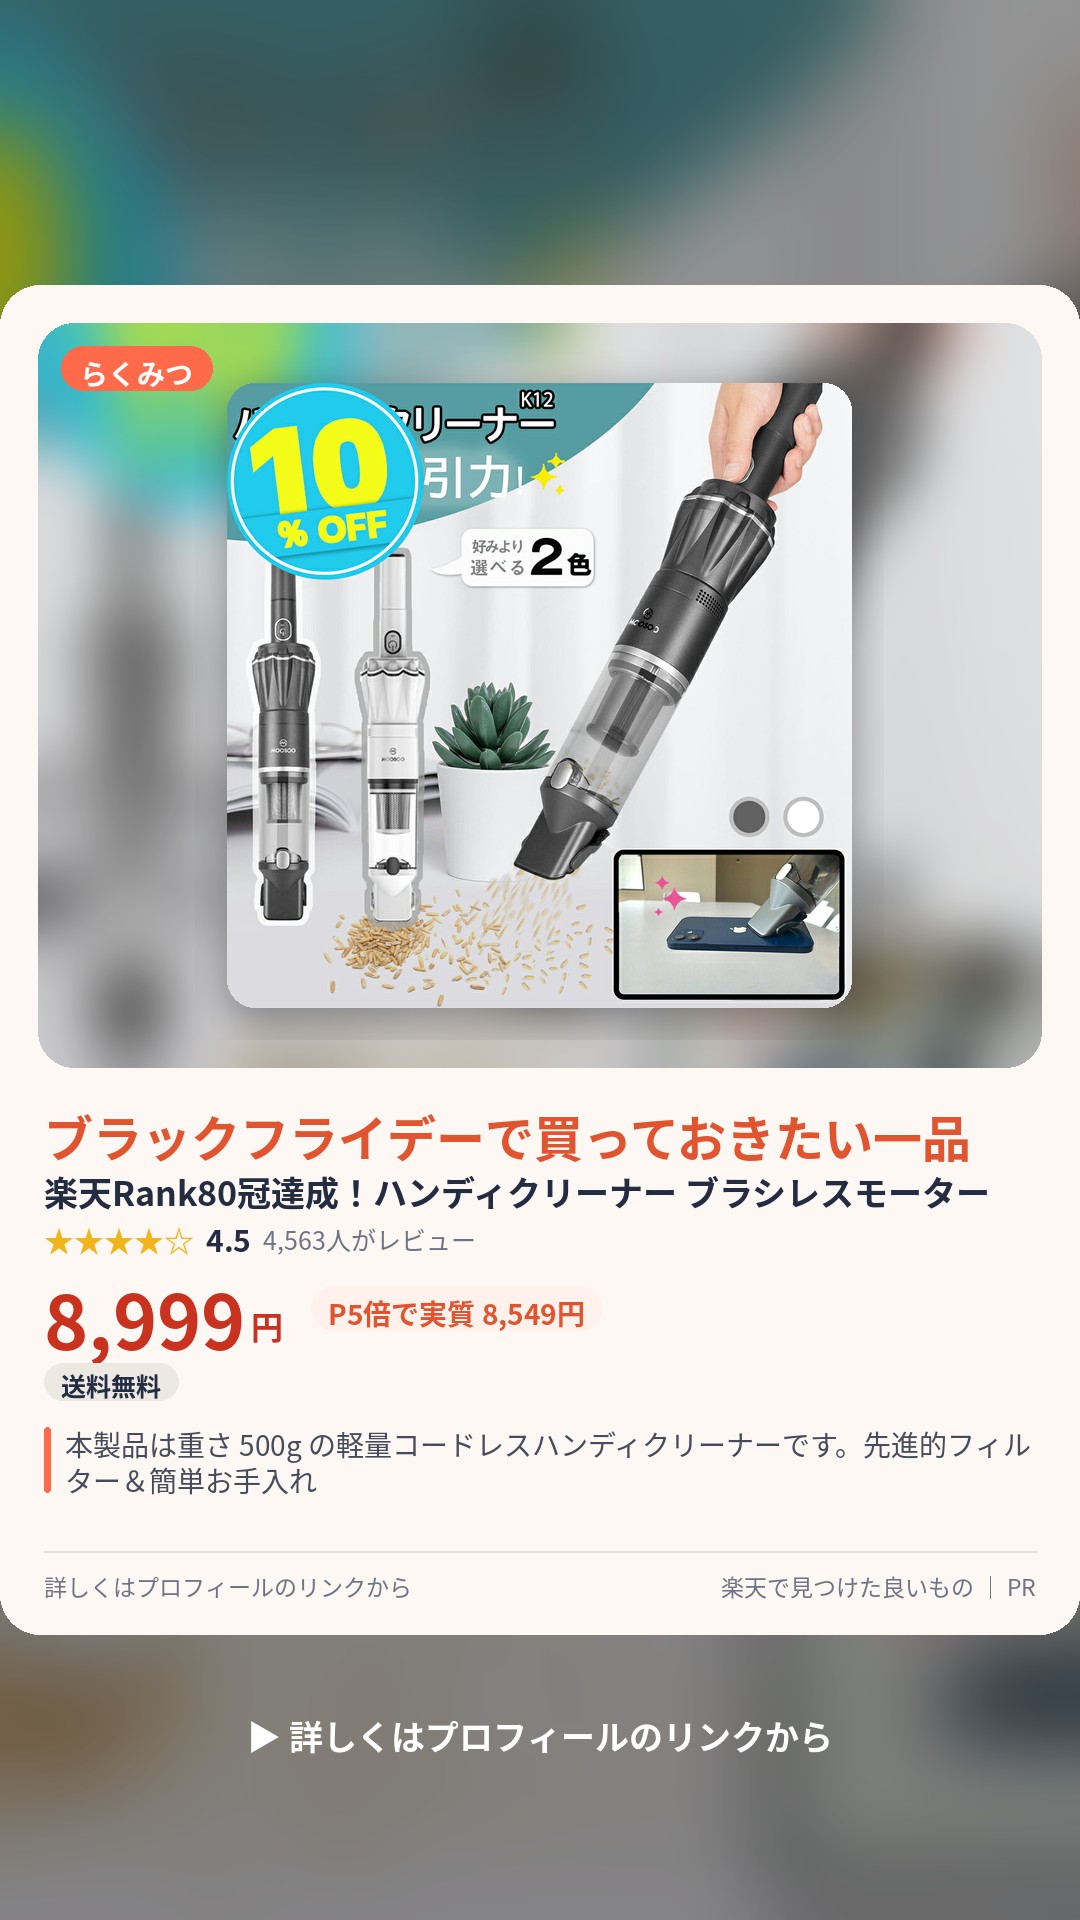 らくみつ
K12
クリーナー
10
% OFF
引力!
好みより
選べる
2色
MOOSOO
MOOSOO
MOOSOO
ブラックフライデーで買っておきたい一品
楽天Rank80冠達成！ハンディクリーナー ブラシレスモーター
★★★★☆ 4.5 4,563人がレビュー
8,999円 P5倍で実質 8,549円
送料無料
本製品は重さ 500g の軽量コードレスハンディクリーナーです。先進的フィル
ター＆簡単お手入れ
詳しくはプロフィールのリンクから
楽天で見つけた良いもの｜PR
▶ 詳しくはプロフィールのリンクから